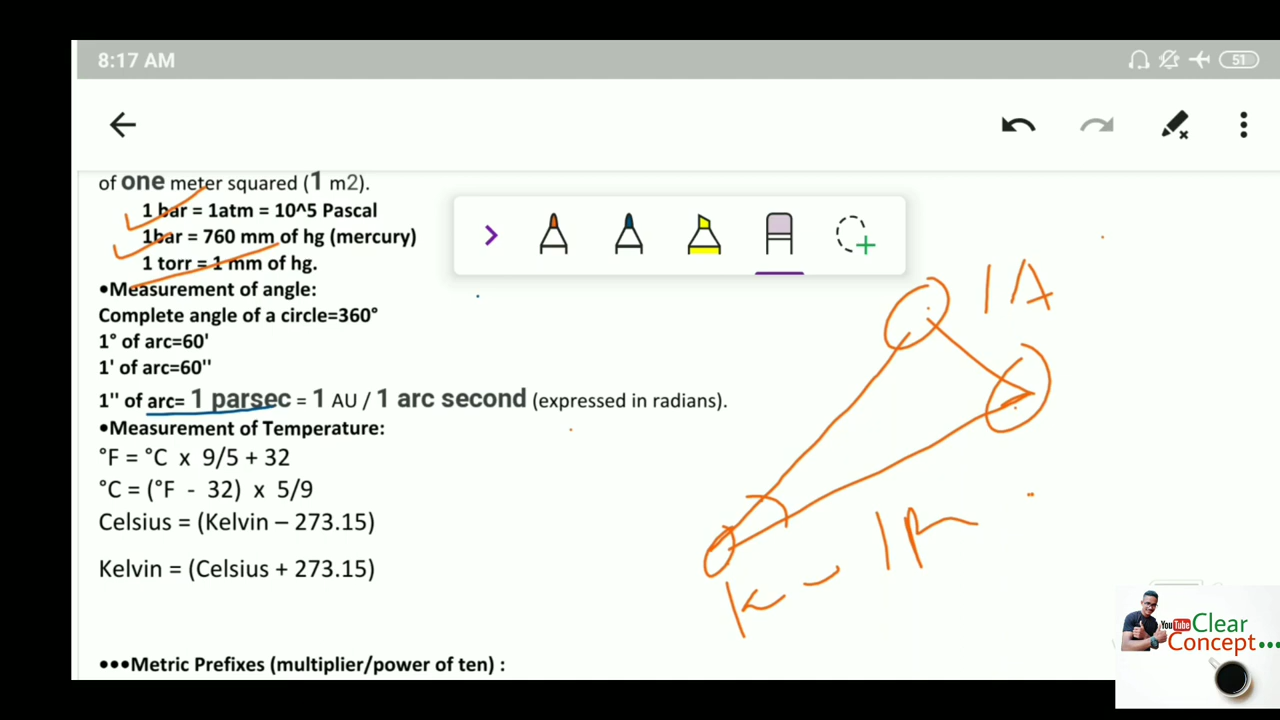 8:17 AM
51
of one meter squared (1 m2).
1 bar = 1atm = 10^5 Pascal
1bar = 760 mm of hg (mercury)
1 torr = 1 mm of hg.
•Measurement of angle:
Complete angle of a circle=360°
1° of arc=60'
1' of arc=60''
1'' of arc= 1 parsec = 1 AU / 1 arc second (expressed in radians).
•Measurement of Temperature:
°F = °C x 9/5 + 32
°C = (°F - 32) x 5/9
Celsius = (Kelvin – 273.15)
Kelvin = (Celsius + 273.15)
•••Metric Prefixes (multiplier/power of ten) :
1A
1
YouTube Clear
Concept•••